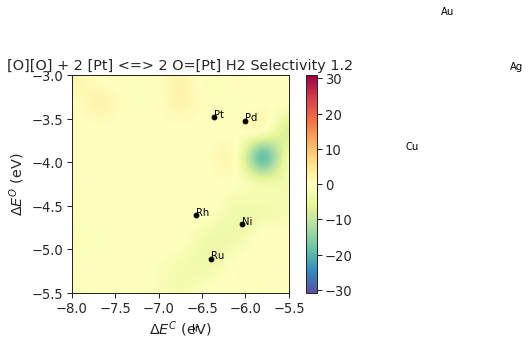 Au
Ag
[O][O] + 2 [Pt] <=> 2 O=[Pt] H2 Selectivity 1.2
Cu
−3.0
−3.5
−4.0
−4.5
−5.0
−5.5
ΔE^O (eV)
Pt
Pd
Rh
Ni
Ru
30
20
10
0
−10
−20
−30
−8.0 −7.5 −7.0 −6.5 −6.0 −5.5
ΔE^C (eV)
Ir